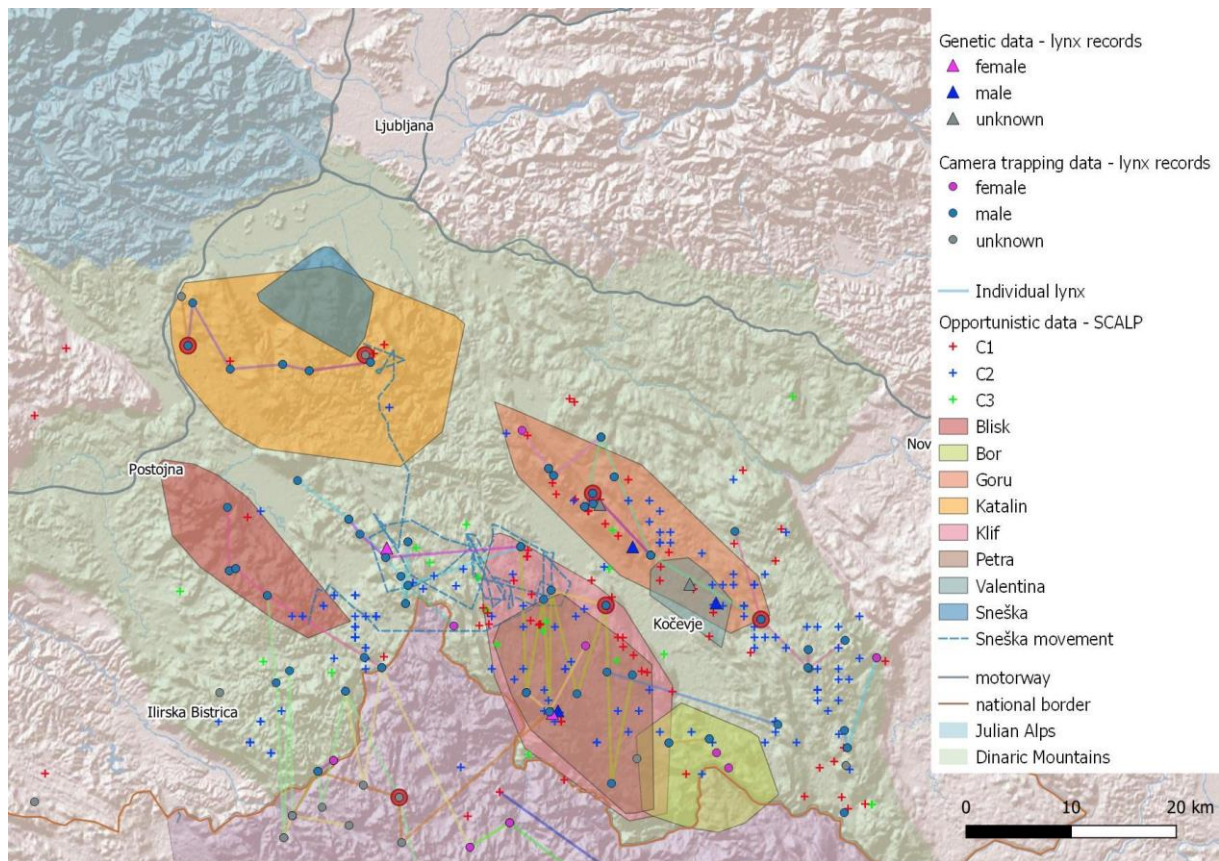 Ljubljana
Postojna
Nov
Kočevje
Ilirska Bistrica
Genetic data - lynx records
female
male
unknown
Camera trapping data - lynx records
female
male
unknown
Individual lynx
Opportunistic data - SCALP
C1
C2
C3
Blisk
Bor
Goru
Katalin
Klif
Petra
Valentina
Sneška
Sneška movement
motorway
national border
Julian Alps
Dinaric Mountains
0 10 20 km